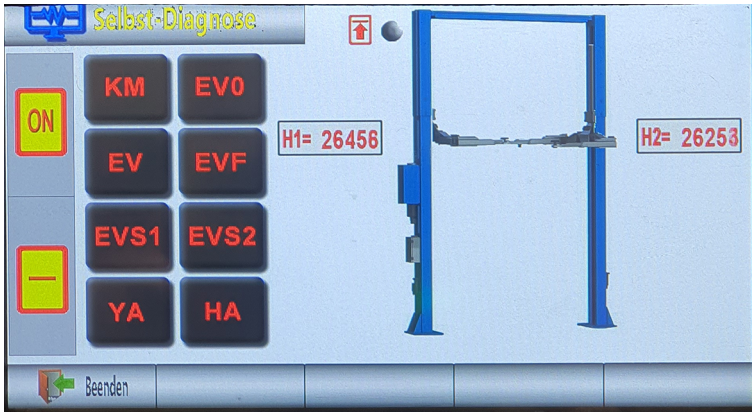 Selbst-Diagnose
KM EV0
ON
EV EVF
H1= 26456
H2= 26253
EVS1 EVS2
—
YA HA
Beenden